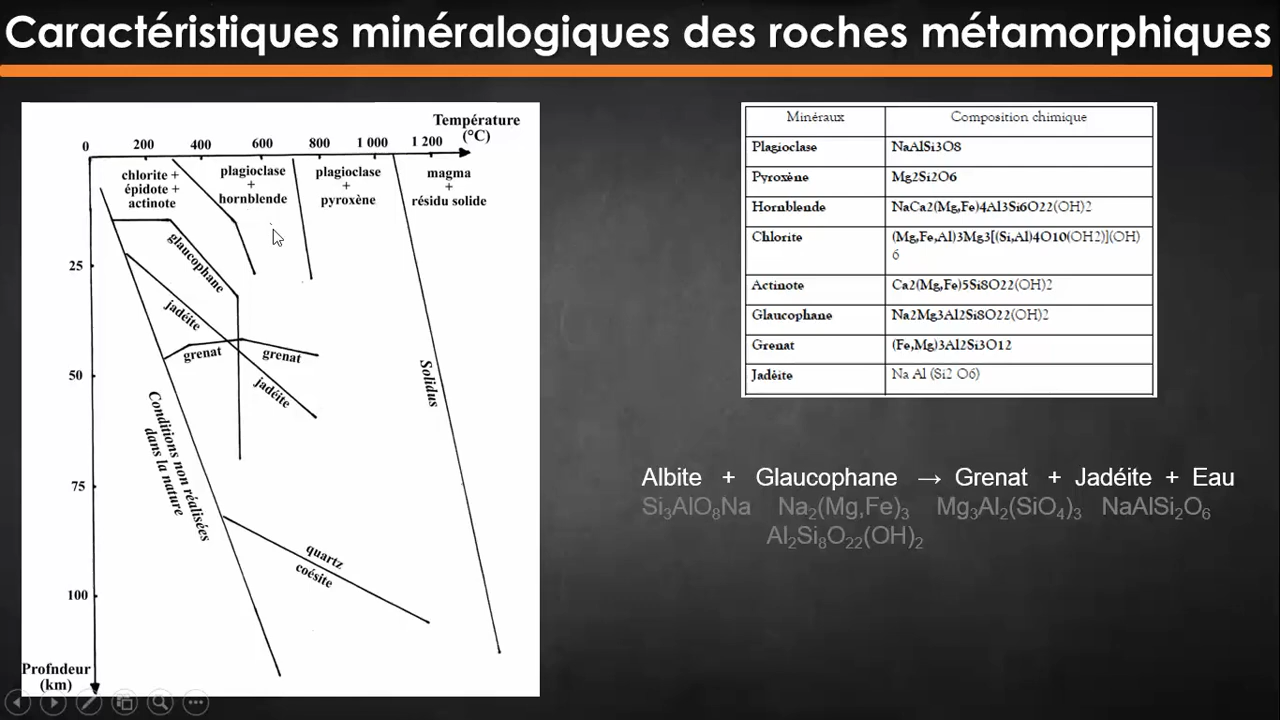 Caractéristiques minéralogiques des roches métamorphiques
Température
(°C)
0 200 400 600 800 1 000 1 200
chlorite +
épidote +
actinote
plagioclase
+
hornblende
plagioclase
+
pyroxène
magma
+
résidu solide
glaucophane
25
jadéite
grenat
grenat
jadéite
50
Solidus
Conditions non réalisées
dans la nature
75
quartz
coésite
100
Profndeur
(km)
Minéraux Composition chimique
Plagioclase NaAlSi3O8
Pyroxène Mg2Si2O6
Hornblende NaCa2(Mg,Fe)4Al3Si6O22(OH)2
Chlorite (Mg,Fe,Al)3Mg3[(Si,Al)4O10(OH2)](OH)
6
Actinote Ca2(Mg,Fe)5Si8O22(OH)2
Glaucophane Na2Mg3Al2Si8O22(OH)2
Grenat (Fe,Mg)3Al2Si3O12
Jadéite Na Al (Si2 O6)
Albite + Glaucophane → Grenat + Jadéite + Eau
Si₃AlO₈Na Na₂(Mg,Fe)₃ Mg₃Al₂(SiO₄)₃ NaAlSi₂O₆
Al₂Si₈O₂₂(OH)₂